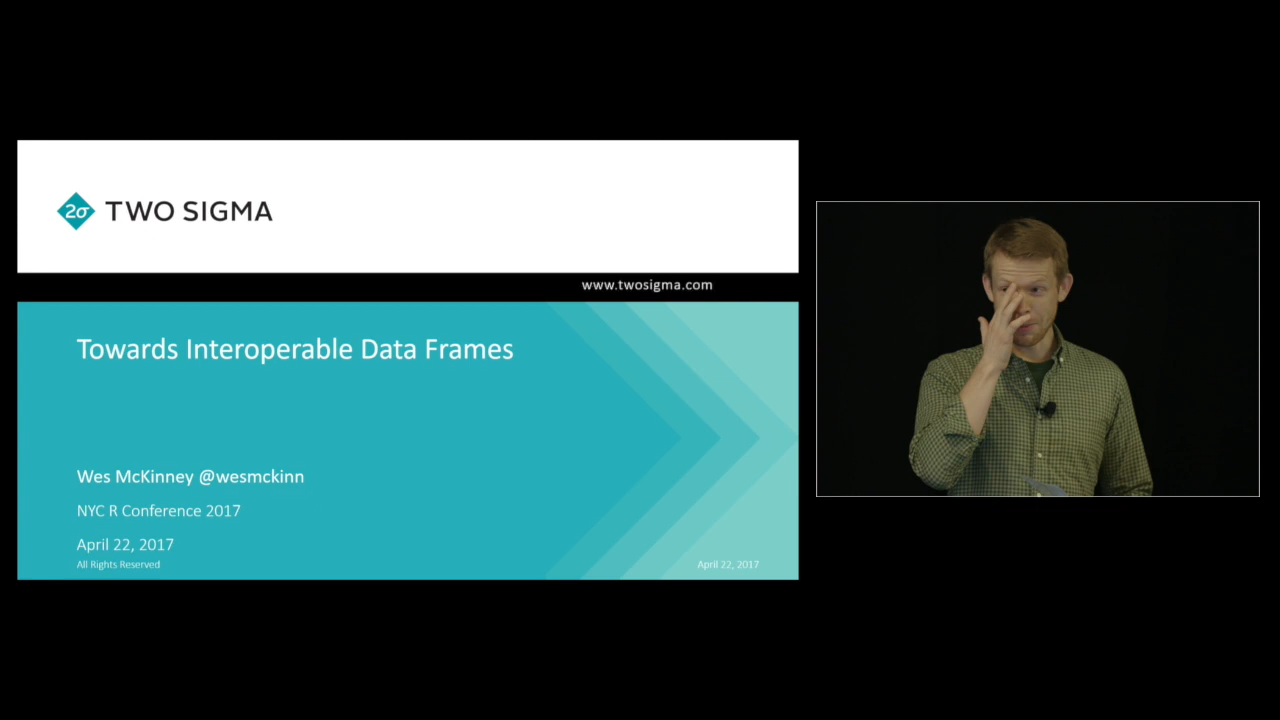 2σ TWO SIGMA
www.twosigma.com
Towards Interoperable Data Frames
Wes McKinney @wesmckinn
NYC R Conference 2017
April 22, 2017
All Rights Reserved
April 22, 2017